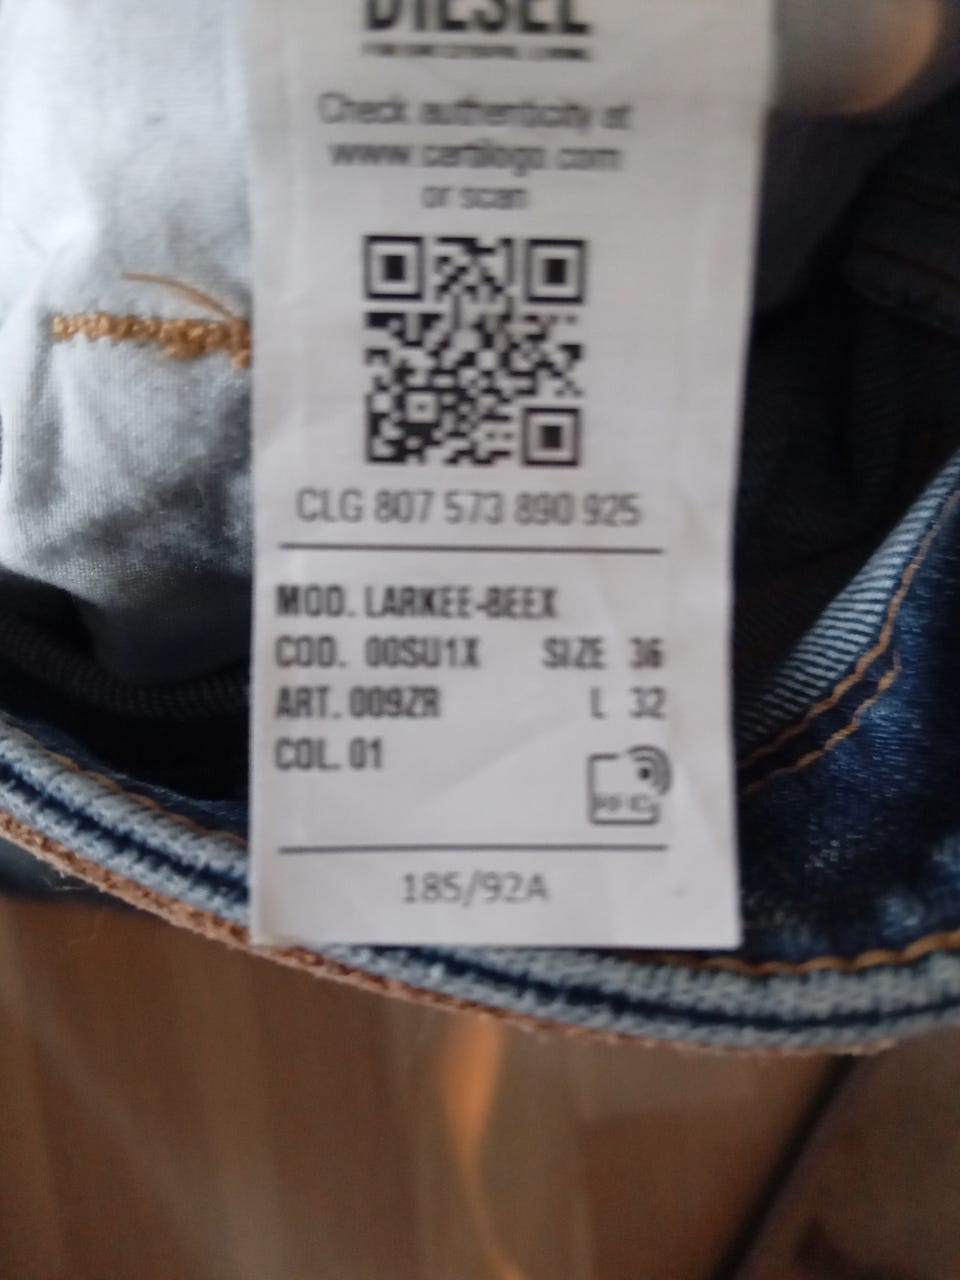 DIESEL
Check authenticity at
www.certilogo.com
or scan
CLG 807 573 890 925
MOD. LARKEE-BEEX
COD. 00SU1X SIZE 36
ART. 009ZR L 32
COL. 01
RFID
185/92A